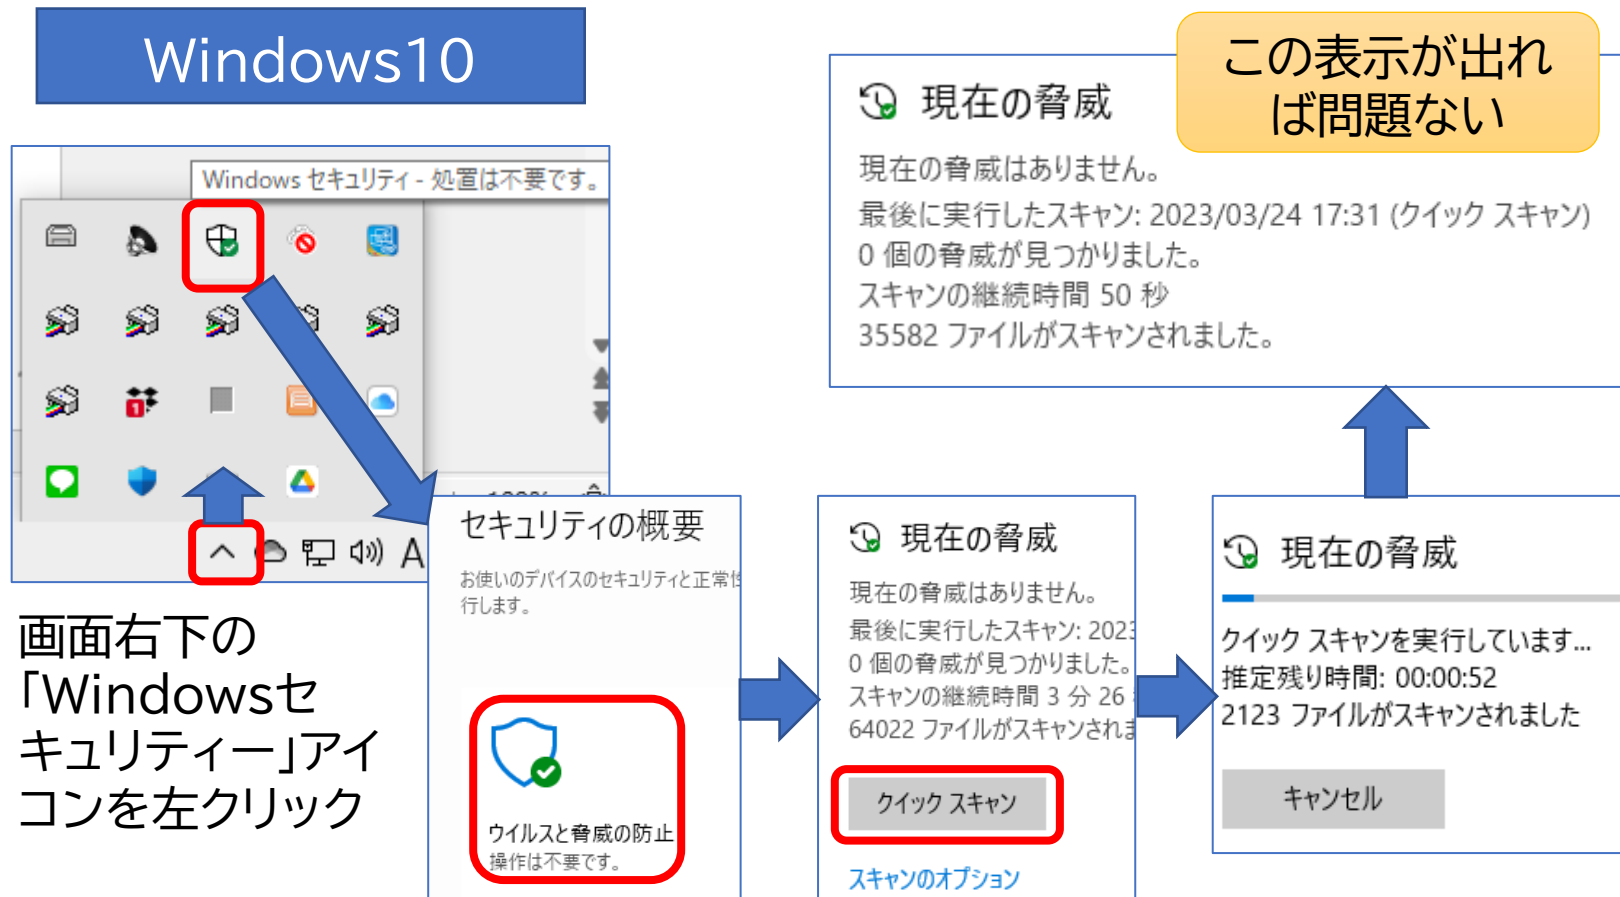 Windows10
Windows セキュリティ - 処置は不要です。
1
A
画面右下の
「Windowsセ
キュリティー」アイ
コンを左クリック
セキュリティの概要
お使いのデバイスのセキュリティと正常
行します。
ウイルスと脅威の防止
操作は不要です。
現在の脅威
現在の脅威はありません。
最後に実行したスキャン: 202
0 個の脅威が見つかりました。
スキャンの継続時間 3 分 26
64022 ファイルがスキャンされ
クイック スキャン
スキャンのオプション
現在の脅威
クイック スキャンを実行しています...
推定残り時間: 00:00:52
2123 ファイルがスキャンされました
キャンセル
この表示が出れ
ば問題ない
現在の脅威
現在の脅威はありません。
最後に実行したスキャン: 2023/03/24 17:31 (クイック スキャン)
0 個の脅威が見つかりました。
スキャンの継続時間 50 秒
35582 ファイルがスキャンされました。